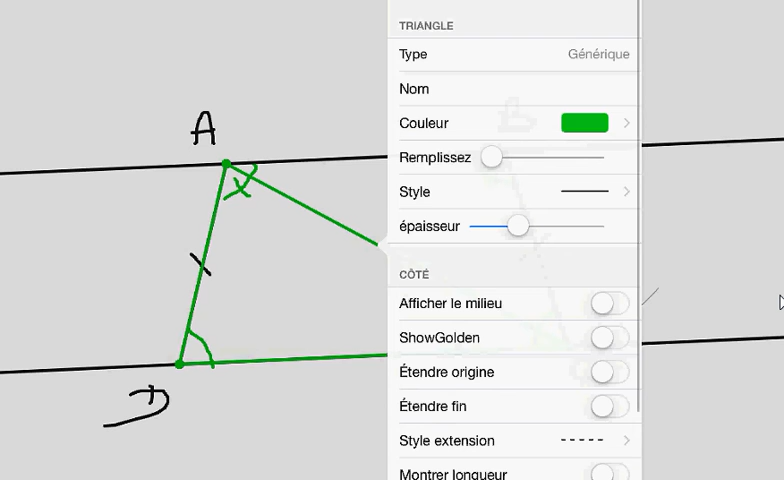 TRIANGLE
Type Générique
Nom
Couleur
A
Remplissez
Style
épaisseur
CÔTÉ
Afficher le milieu
ShowGolden
Étendre origine
Étendre fin
Style extension
Montrer longueur